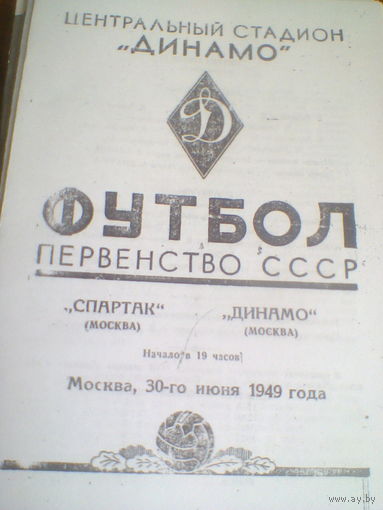 ЦЕНТРАЛЬНЫЙ СТАДИОН
„ДИНАМО“
Д
ФУТБОЛ
ПЕРВЕНСТВО СССР
„СПАРТАК“ „ДИНАМО“
(МОСКВА) (МОСКВА)
Начало в 19 часов
Москва, 30-го июня 1949 года
www.ay.by